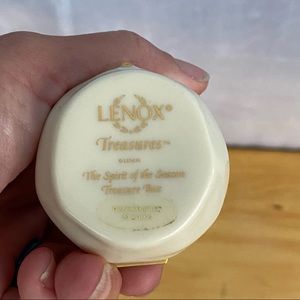 LENOX®
Treasures™
The Spirit of the Season
Treasure Box